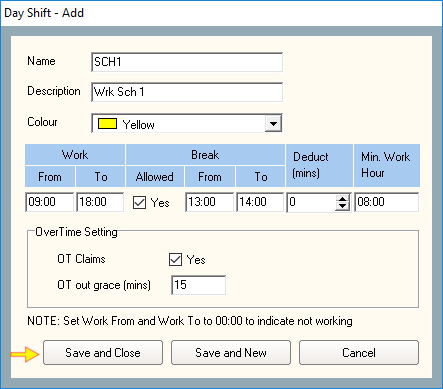 Day Shift - Add
Name SCH1
Description Wrk Sch 1
Colour Yellow
Work Break Deduct (mins) Min. Work Hour
From To Allowed From To
09:00 18:00 Yes 13:00 14:00 0 08:00
OverTime Setting
OT Claims Yes
OT out grace (mins) 15
NOTE: Set Work From and Work To to 00:00 to indicate not working
Save and Close Save and New Cancel